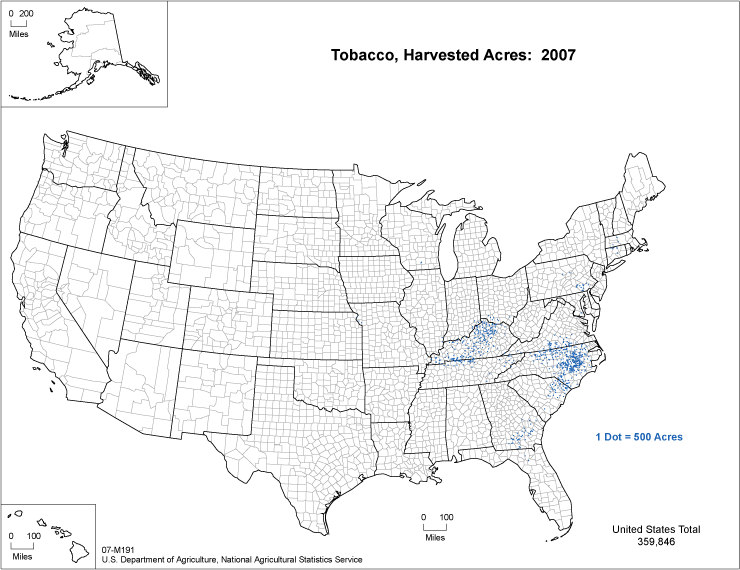 0 200
Miles
Tobacco, Harvested Acres: 2007
1 Dot = 500 Acres
0 100
Miles
0 100
Miles
United States Total
359,846
07-M191
U.S. Department of Agriculture, National Agricultural Statistics Service